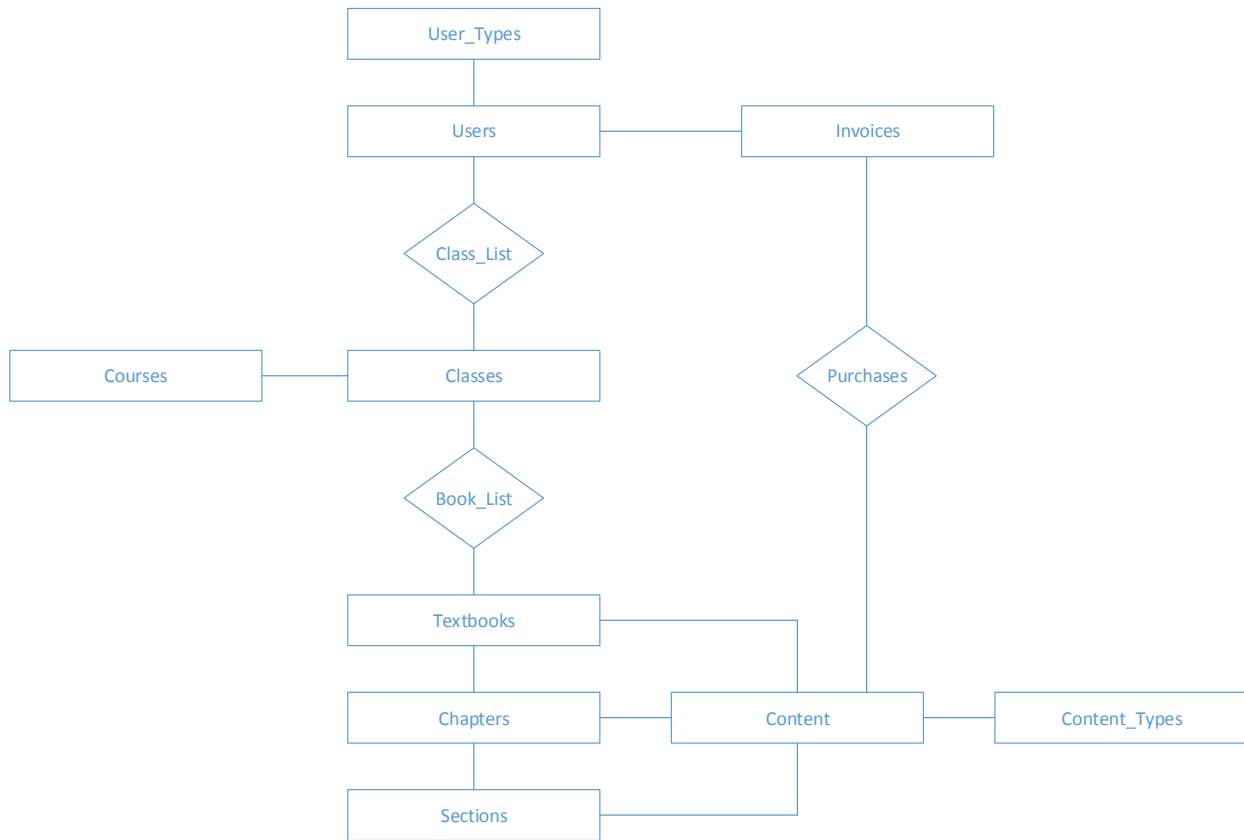 User_Types
Users
Invoices
Class_List
Courses
Classes
Purchases
Book_List
Textbooks
Chapters
Content
Content_Types
Sections